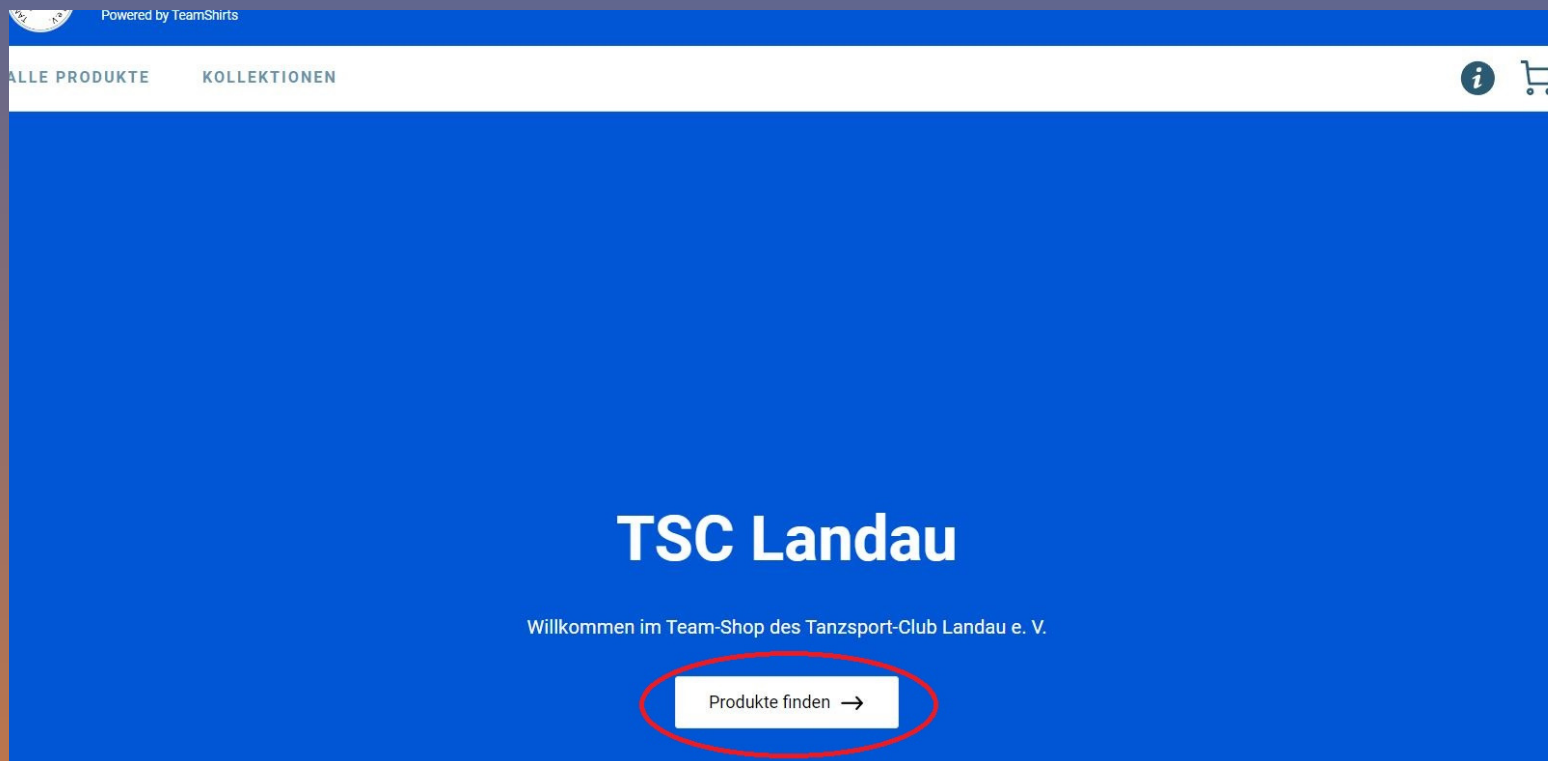 Powered by TeamShirts
ALLE PRODUKTE KOLLEKTIONEN
TSC Landau
Willkommen im Team-Shop des Tanzsport-Club Landau e. V.
Produkte finden →